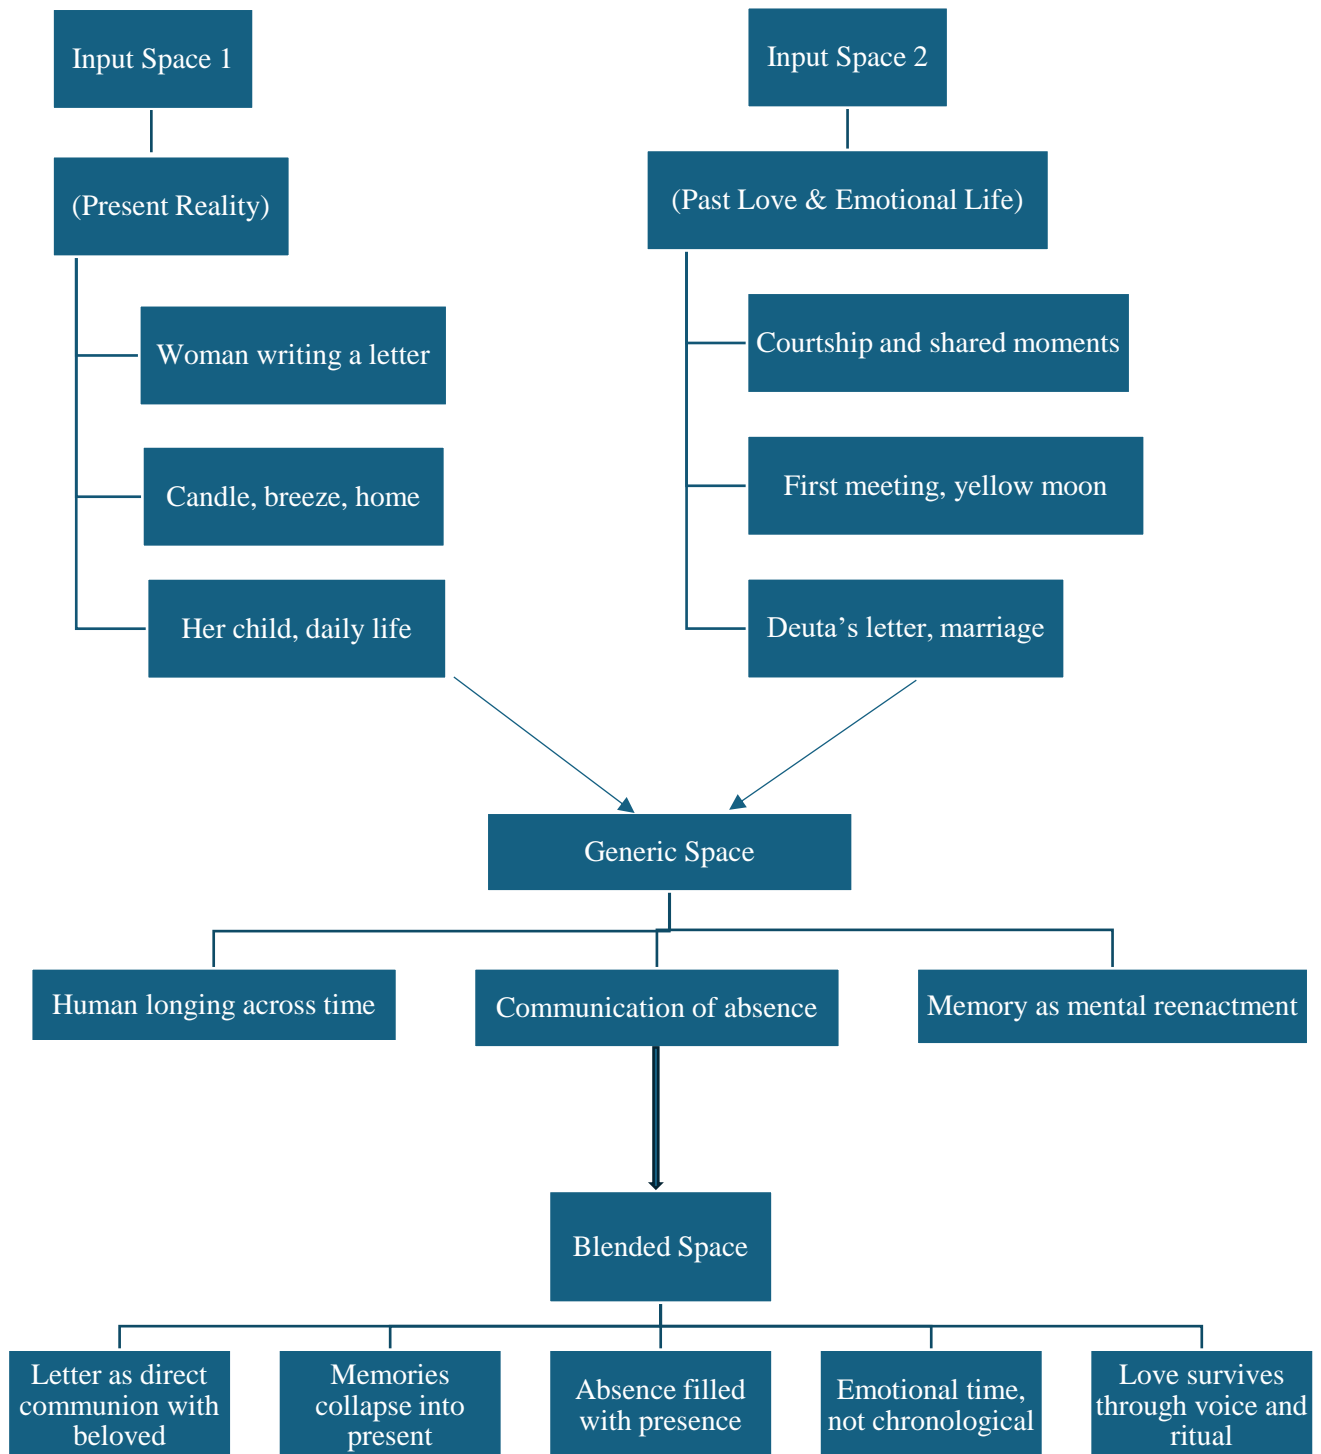 Input Space 1
Input Space 2
(Present Reality)
(Past Love & Emotional Life)
Woman writing a letter
Courtship and shared moments
Candle, breeze, home
First meeting, yellow moon
Her child, daily life
Deuta’s letter, marriage
Generic Space
Human longing across time
Communication of absence
Memory as mental reenactment
Blended Space
Letter as direct
communion with
beloved
Memories
collapse into
present
Absence filled
with presence
Emotional time,
not chronological
Love survives
through voice and
ritual